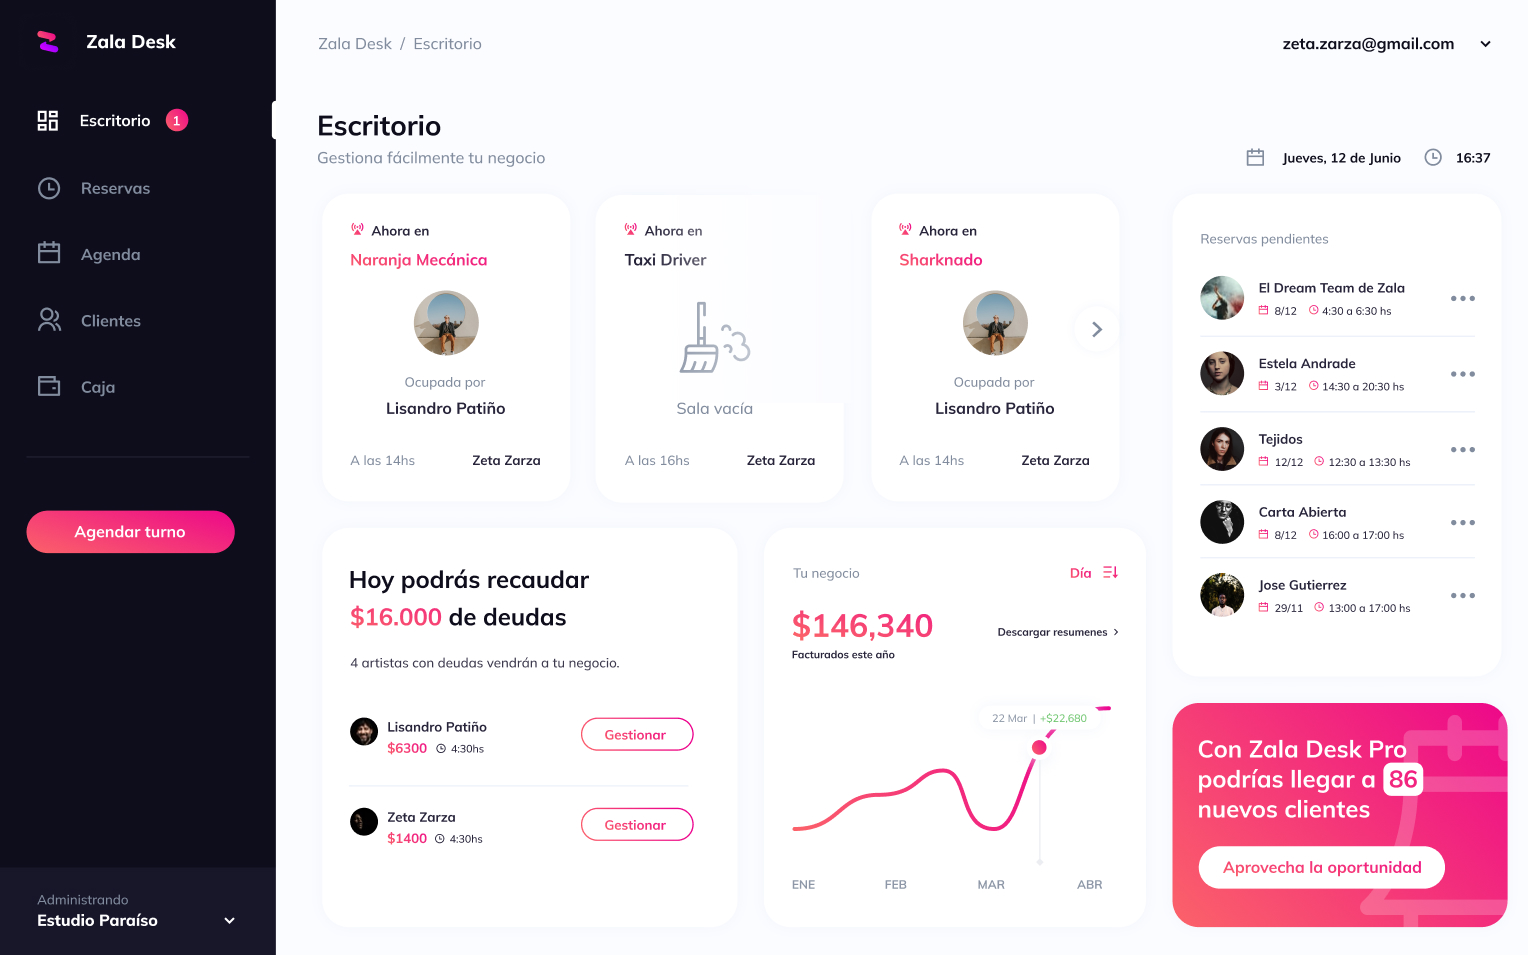 Zala Desk
Escritorio 1
Reservas
Agenda
Clientes
Caja
Agendar turno
Administrando
Estudio Paraíso
Zala Desk / Escritorio
zeta.zarza@gmail.com
Escritorio
Gestiona fácilmente tu negocio
Jueves, 12 de Junio 16:37
Ahora en
Naranja Mecánica
Ocupada por
Lisandro Patiño
A las 14hs Zeta Zarza
Ahora en
Taxi Driver
Sala vacía
A las 16hs Zeta Zarza
Ahora en
Sharknado
Ocupada por
Lisandro Patiño
A las 14hs Zeta Zarza
Reservas pendientes
El Dream Team de Zala
8/12 4:30 a 6:30 hs
Estela Andrade
3/12 14:30 a 20:30 hs
Tejidos
12/12 12:30 a 13:30 hs
Carta Abierta
8/12 16:00 a 17:00 hs
Jose Gutierrez
29/11 13:00 a 17:00 hs
Hoy podrás recaudar
$16.000 de deudas
4 artistas con deudas vendrán a tu negocio.
Lisandro Patiño
$6300 4:30hs
Gestionar
Zeta Zarza
$1400 4:30hs
Gestionar
Tu negocio
Día
$146,340
Facturados este año
Descargar resumenes
22 Mar | +$22,680
ENE FEB MAR ABR
Con Zala Desk Pro
podrías llegar a 86
nuevos clientes
Aprovecha la oportunidad